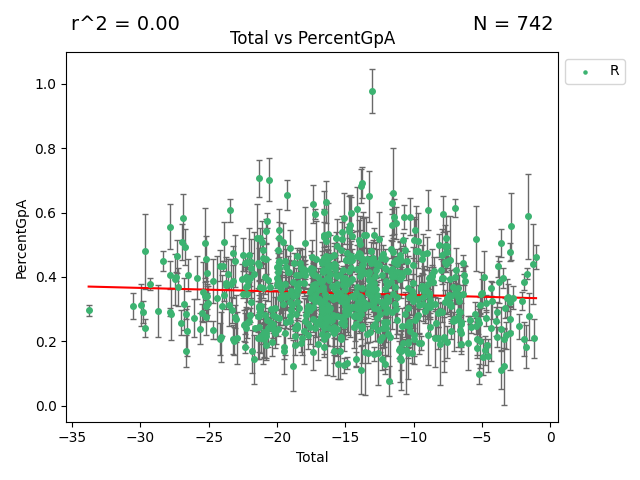 r^2 = 0.00
N = 742
Total vs PercentGpA
R
PercentGpA
1.0
0.8
0.6
0.4
0.2
0.0
−35
−30
−25
−20
−15
−10
−5
0
Total